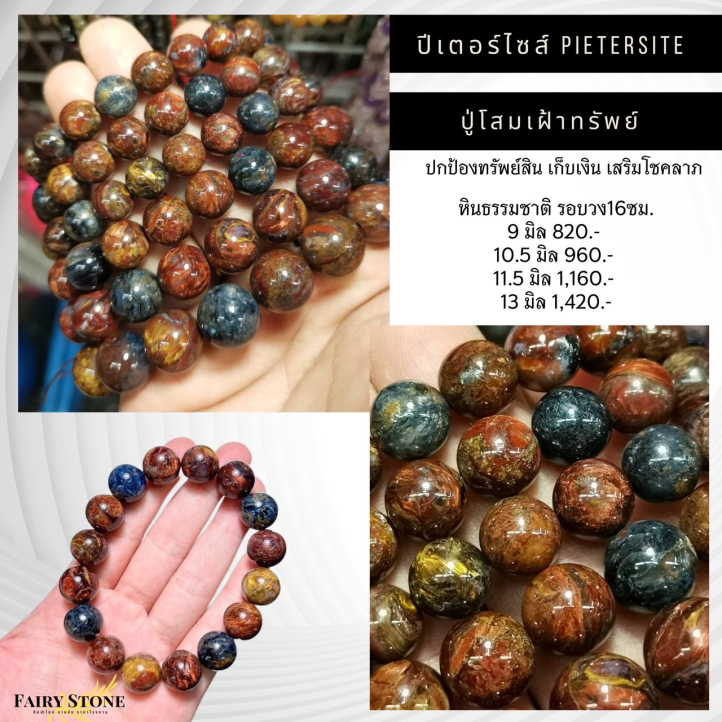 ปีเตอร์ไซส์ PIETERSITE
ปู่โสมเฝ้าทรัพย์
ปกป้องทรัพย์สิน เก็บเงิน เสริมโชคลาภ
หินธรรมชาติ รอบวง16ซม.
9 มิล 820.-
10.5 มิล 960.-
11.5 มิล 1,160.-
13 มิล 1,420.-
FAIRY STONE